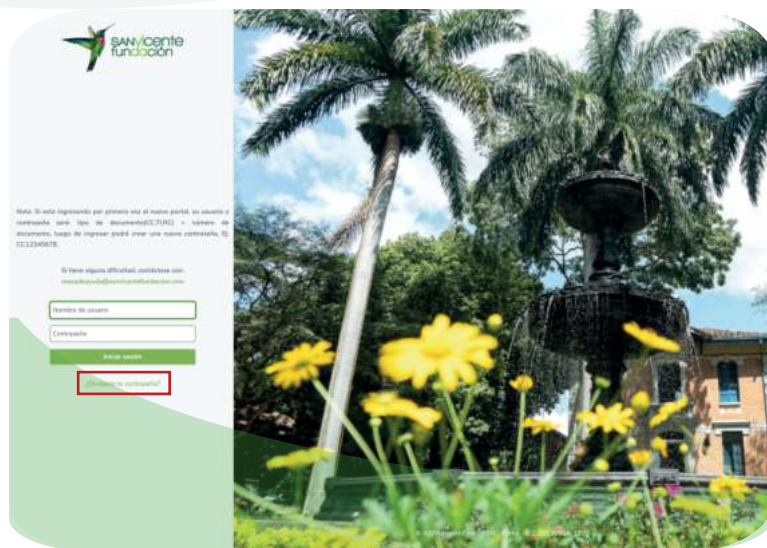 SANVicente
fundación
Nota: Si esta ingresando por primera vez al nuevo portal, su usuario y
contraseña será tipo de documento(CC,TI,RC) + número de
documento, luego de ingresar podrá crear una nueva contraseña, Ej:
CC12345678.
Si tiene alguna dificultad, contáctese con:
Nombre de usuario
Contraseña
Iniciar sesión
¿Olvidaste tu contraseña?